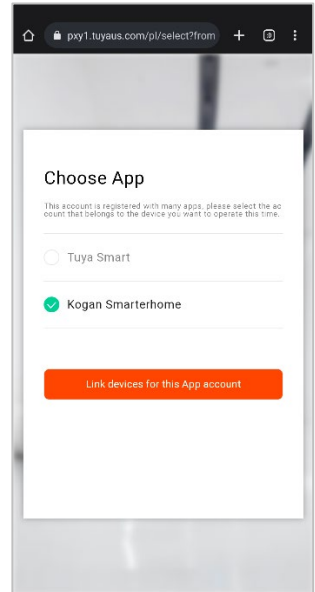 pxy1.tuyaus.com/pl/select?from
Choose App
This account is registered with many apps, please select the ac
count that belongs to the device you want to operate this time.
Tuya Smart
Kogan Smarterhome
Link devices for this App account